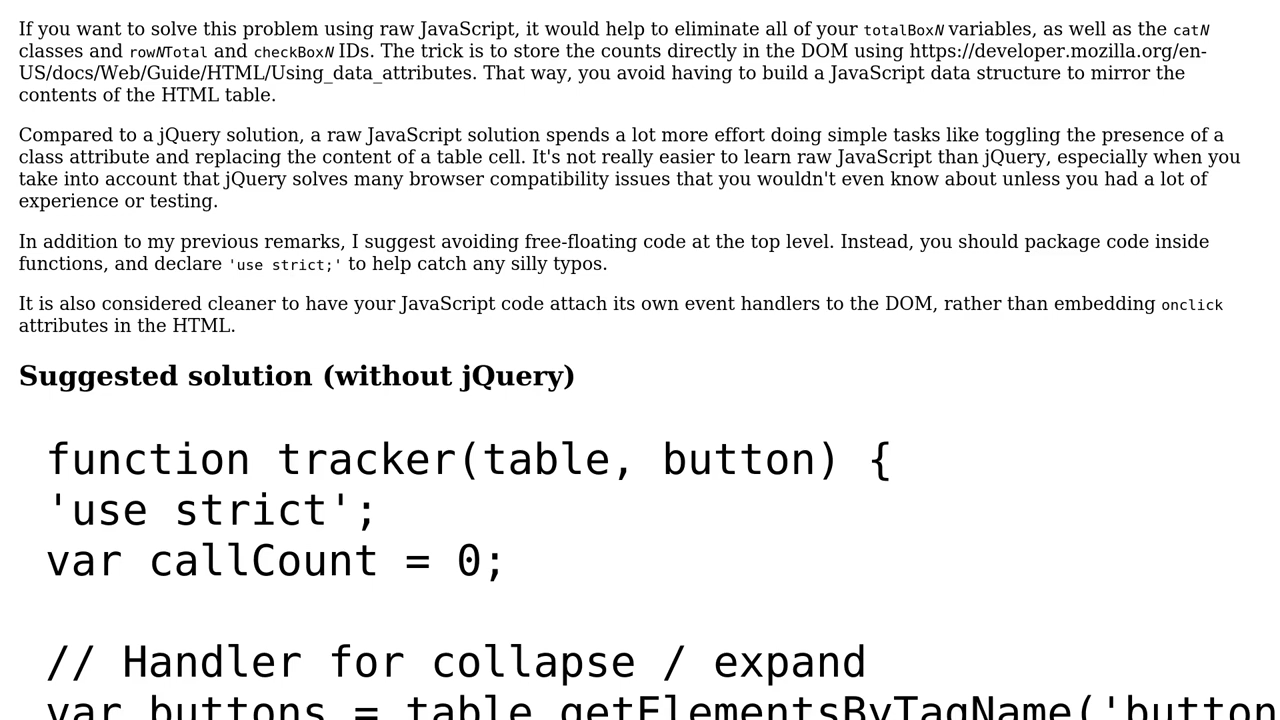 If you want to solve this problem using raw JavaScript, it would help to eliminate all of your totalBoxN variables, as well as the catN
classes and rowNTotal and checkBoxN IDs. The trick is to store the counts directly in the DOM using https://developer.mozilla.org/en-
US/docs/Web/Guide/HTML/Using_data_attributes. That way, you avoid having to build a JavaScript data structure to mirror the
contents of the HTML table.
Compared to a jQuery solution, a raw JavaScript solution spends a lot more effort doing simple tasks like toggling the presence of a
class attribute and replacing the content of a table cell. It's not really easier to learn raw JavaScript than jQuery, especially when you
take into account that jQuery solves many browser compatibility issues that you wouldn't even know about unless you had a lot of
experience or testing.
In addition to my previous remarks, I suggest avoiding free-floating code at the top level. Instead, you should package code inside
functions, and declare 'use strict;' to help catch any silly typos.
It is also considered cleaner to have your JavaScript code attach its own event handlers to the DOM, rather than embedding onclick
attributes in the HTML.
Suggested solution (without jQuery)
function tracker(table, button) {
'use strict';
var callCount = 0;
// Handler for collapse / expand
var buttons = table.getElementsByTagName('button